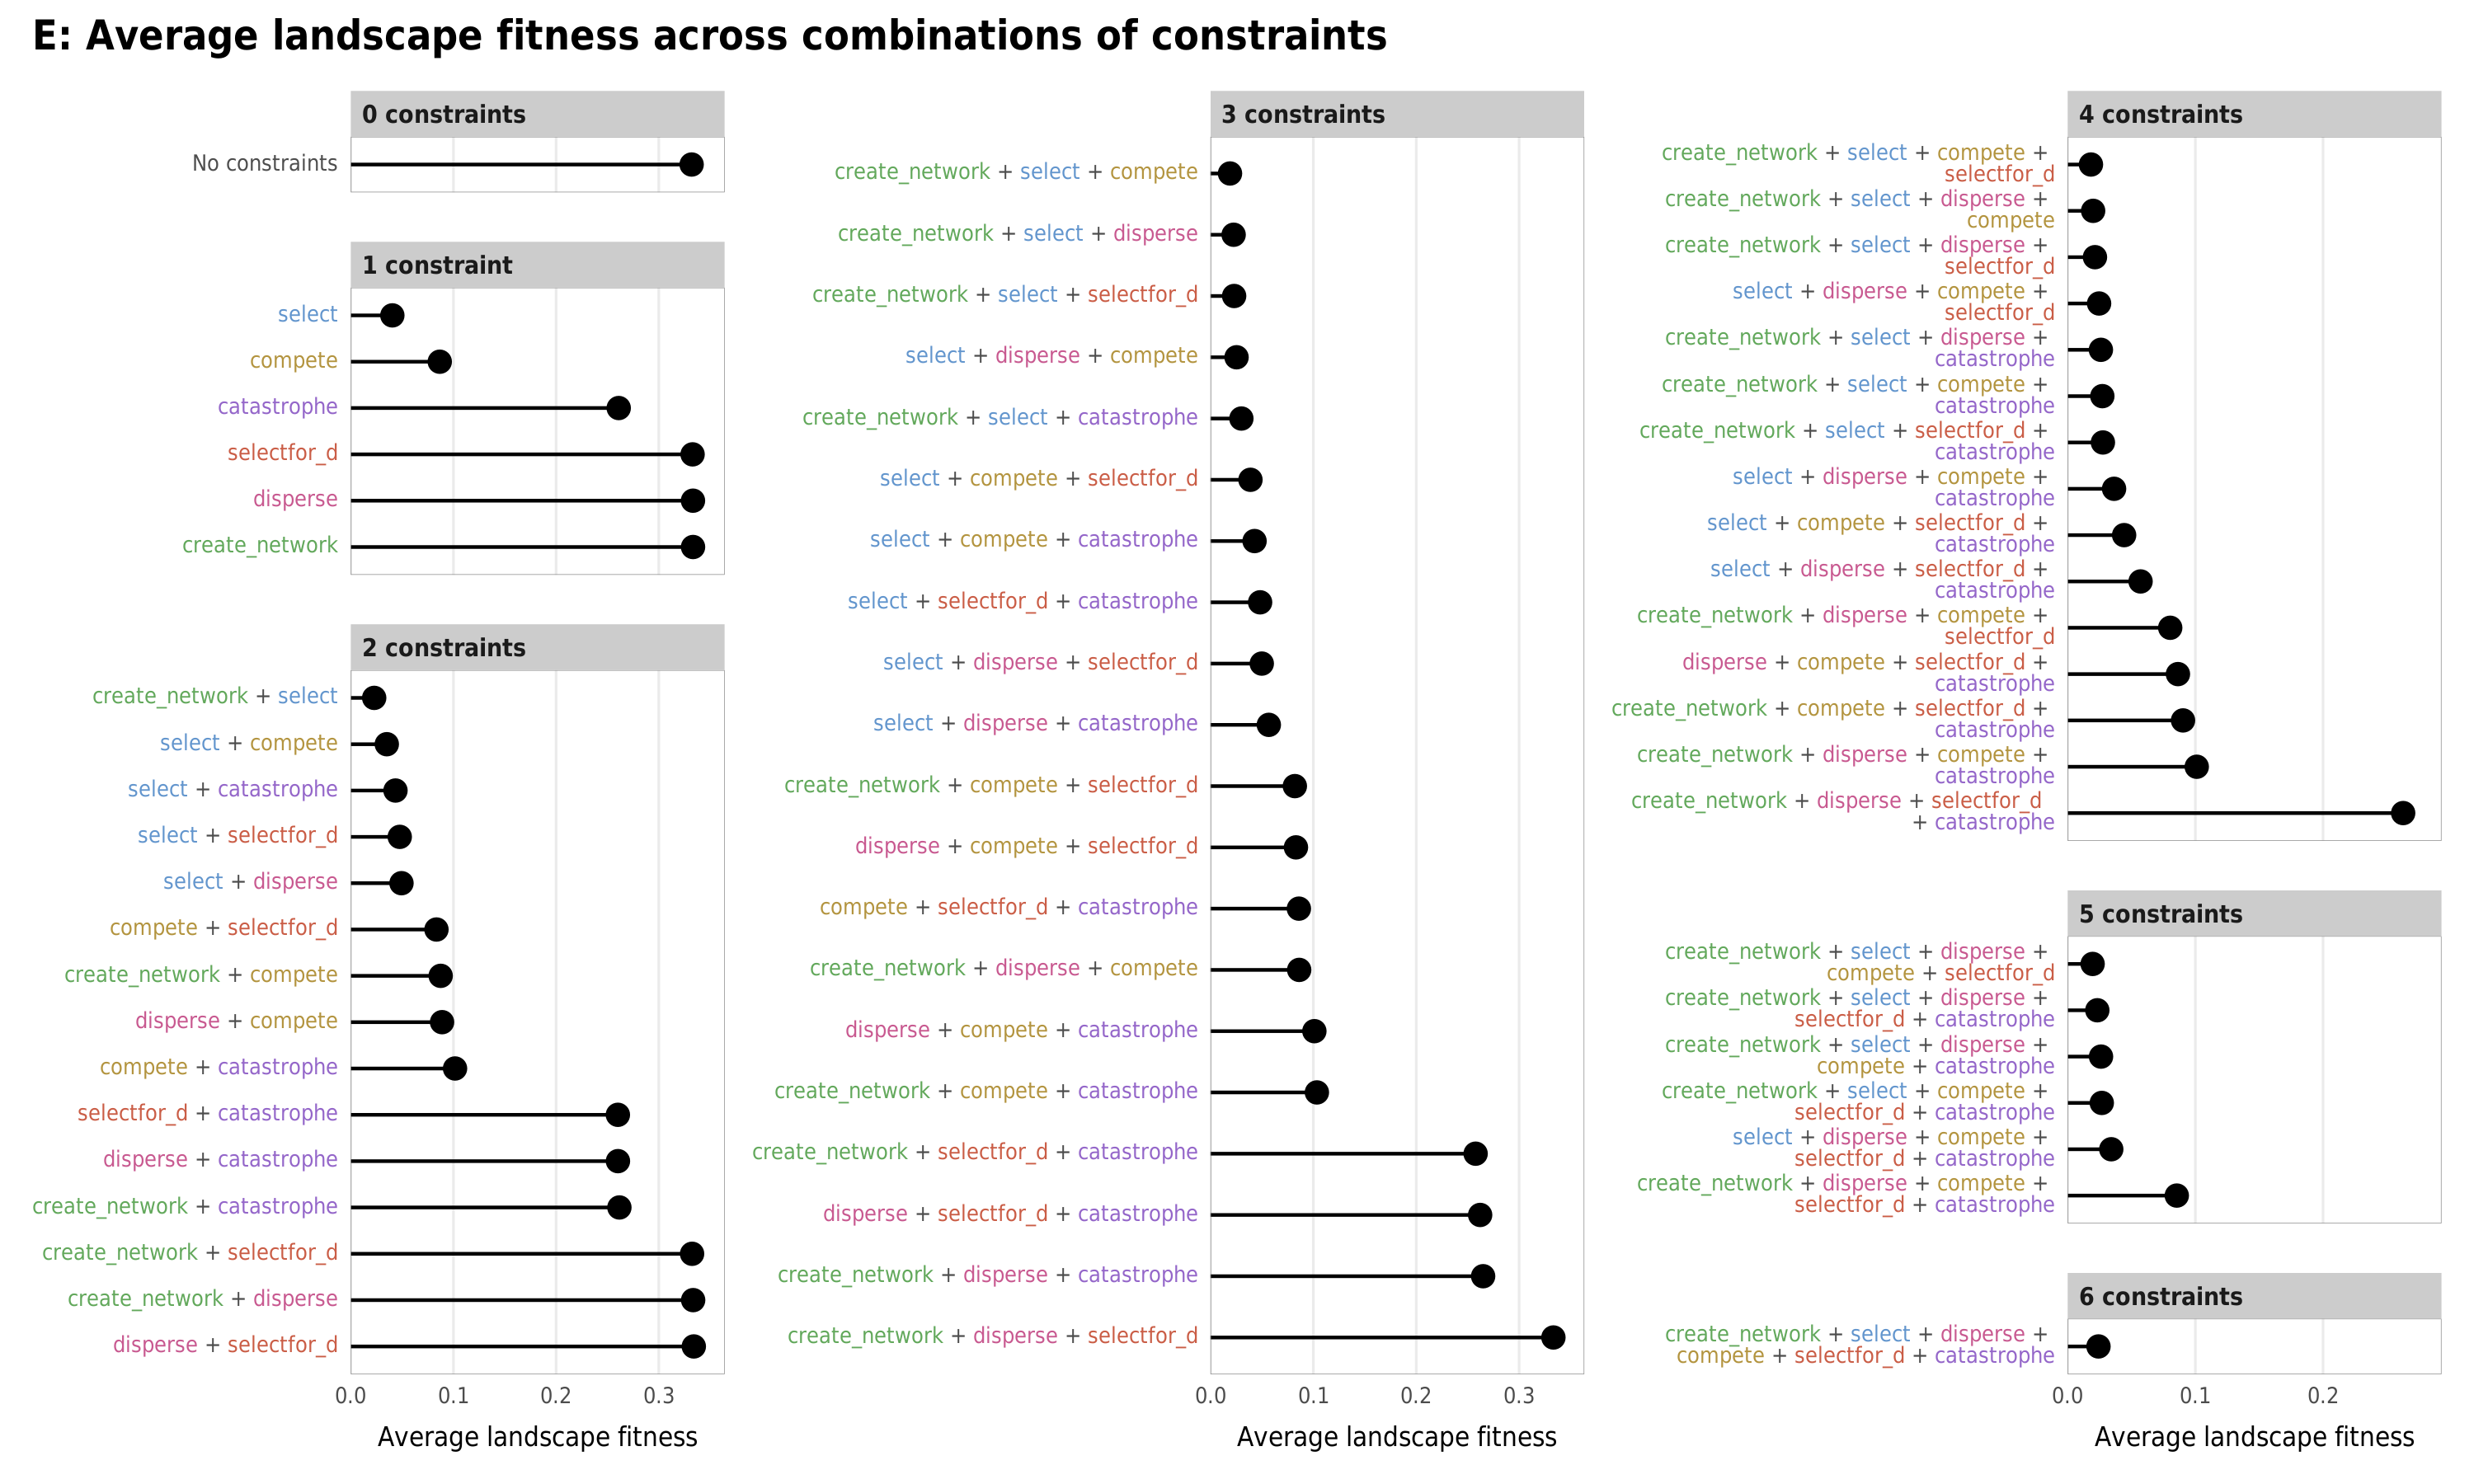 E: Average landscape fitness across combinations of constraints
0 constraints
No constraints
1 constraint
select
compete
catastrophe
selectfor_d
disperse
create_network
2 constraints
create_network + select
select + compete
select + catastrophe
select + selectfor_d
select + disperse
compete + selectfor_d
create_network + compete
disperse + compete
compete + catastrophe
selectfor_d + catastrophe
disperse + catastrophe
create_network + catastrophe
create_network + selectfor_d
create_network + disperse
disperse + selectfor_d
0.0 0.1 0.2 0.3
Average landscape fitness
3 constraints
create_network + select + compete
create_network + select + disperse
create_network + select + selectfor_d
select + disperse + compete
create_network + select + catastrophe
select + compete + selectfor_d
select + compete + catastrophe
select + selectfor_d + catastrophe
select + disperse + selectfor_d
select + disperse + catastrophe
create_network + compete + selectfor_d
disperse + compete + selectfor_d
compete + selectfor_d + catastrophe
create_network + disperse + compete
disperse + compete + catastrophe
create_network + compete + catastrophe
create_network + selectfor_d + catastrophe
disperse + selectfor_d + catastrophe
create_network + disperse + catastrophe
create_network + disperse + selectfor_d
0.0 0.1 0.2 0.3
Average landscape fitness
4 constraints
create_network + select + compete +
selectfor_d
create_network + select + disperse +
compete
create_network + select + disperse +
selectfor_d
select + disperse + compete +
selectfor_d
create_network + select + disperse +
catastrophe
create_network + select + compete +
catastrophe
create_network + select + selectfor_d +
catastrophe
select + disperse + compete +
catastrophe
select + compete + selectfor_d +
catastrophe
select + disperse + selectfor_d +
catastrophe
create_network + disperse + compete +
selectfor_d
disperse + compete + selectfor_d +
catastrophe
create_network + compete + selectfor_d +
catastrophe
create_network + disperse + compete +
catastrophe
create_network + disperse + selectfor_d
+ catastrophe
5 constraints
create_network + select + disperse +
compete + selectfor_d
create_network + select + disperse +
selectfor_d + catastrophe
create_network + select + disperse +
compete + catastrophe
create_network + select + compete +
selectfor_d + catastrophe
select + disperse + compete +
selectfor_d + catastrophe
create_network + disperse + compete +
selectfor_d + catastrophe
6 constraints
create_network + select + disperse +
compete + selectfor_d + catastrophe
0.0 0.1 0.2
Average landscape fitness